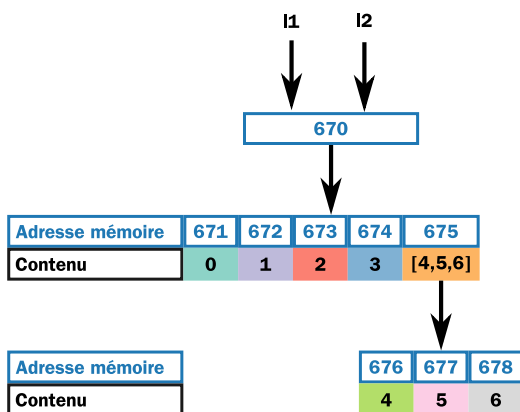 l1 l2
670
Adresse mémoire 671 672 673 674 675
Contenu 0 1 2 3 [4,5,6]
Adresse mémoire 676 677 678
Contenu 4 5 6